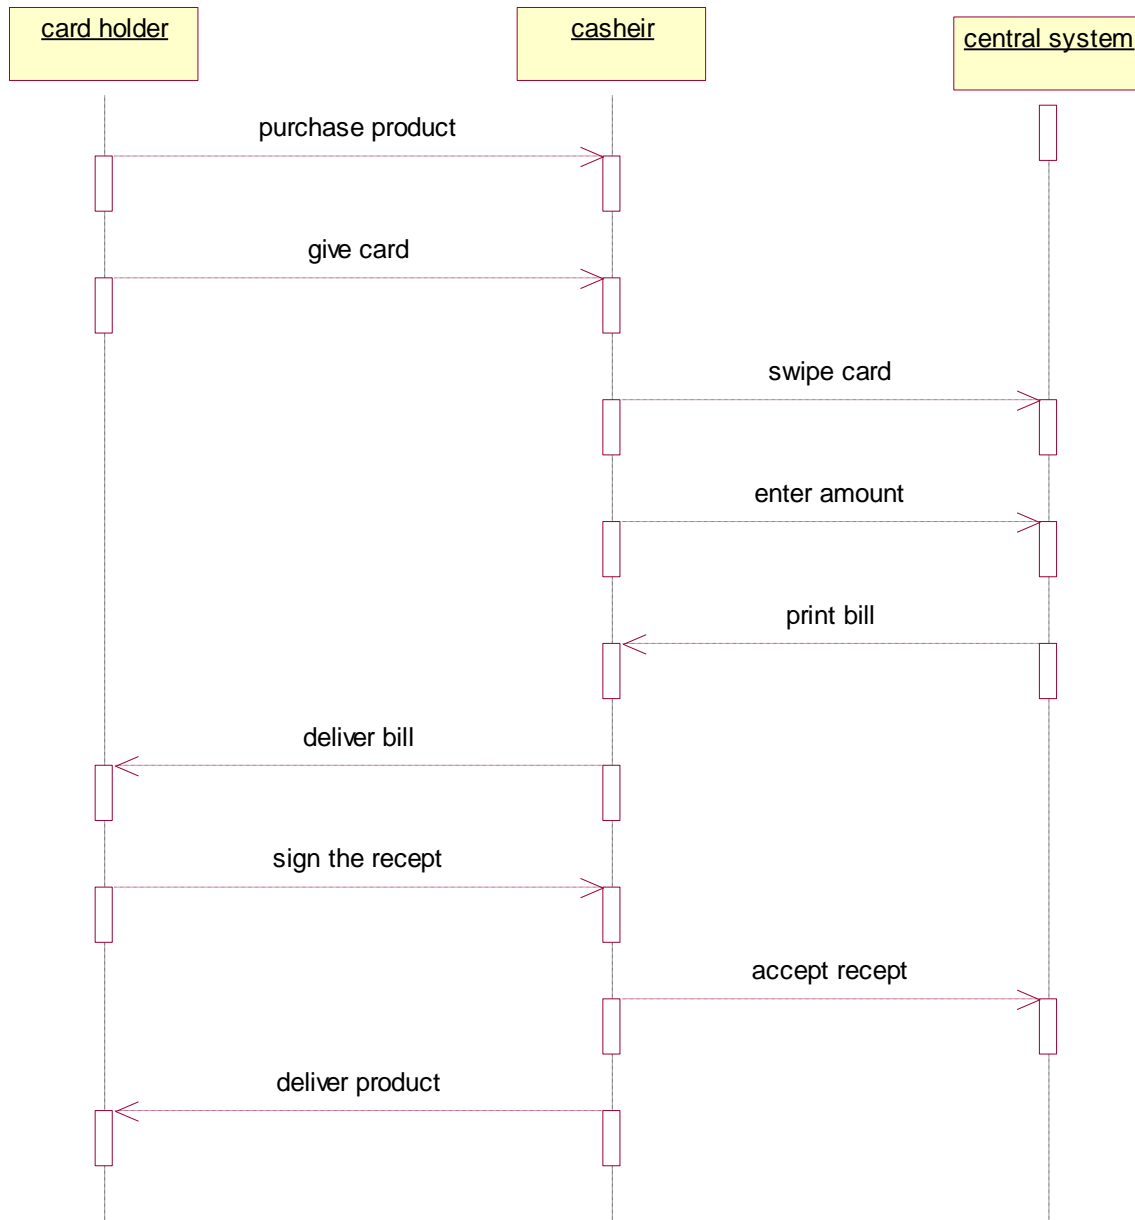 card holder
casheir
central system
purchase product
give card
swipe card
enter amount
print bill
deliver bill
sign the recept
accept recept
deliver product